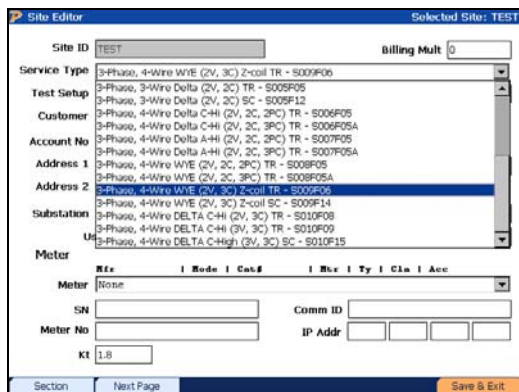 Site Editor Selected Site: TEST
Site ID TEST Billing Mult 0
Service Type 3-Phase, 4-Wire WYE (2V, 3C) Z-coil TR - S009F06
Test Setup
Customer
Account No
Address 1
Address 2
Substation
Us
3-Phase, 3-Wire Delta (2V, 2C) TR - S005F05
3-Phase, 3-Wire Delta (2V, 2C) SC - S005F12
3-Phase, 4-Wire Delta C-Hi (2V, 2C, 2PC) TR - S006F05
3-Phase, 4-Wire Delta C-Hi (2V, 2C, 3PC) TR - S006F05A
3-Phase, 4-Wire Delta A-Hi (2V, 2C, 2PC) TR - S007F05
3-Phase, 4-Wire Delta A-Hi (2V, 2C, 3PC) TR - S007F05A
3-Phase, 4-Wire WYE (2V, 2C, 2PC) TR - S008F05
3-Phase, 4-Wire WYE (2V, 2C, 3PC) TR - S008F05A
3-Phase, 4-Wire WYE (2V, 3C) Z-coil TR - S009F06
3-Phase, 4-Wire WYE (2V, 3C) Z-coil SC - S009F14
3-Phase, 4-Wire DELTA C-Hi (2V, 3C) TR - S010F08
3-Phase, 4-Wire DELTA C-Hi (3V, 3C) TR - S010F09
3-Phase, 4-Wire DELTA C-High (3V, 3C) SC - S010F15
Meter
Mfr | Mode | Cat# | Mtr | Ty | Cla | Acc
Meter None
SN Comm ID
Meter No IP Addr
Kt 1.8
Section Next Page Save & Exit